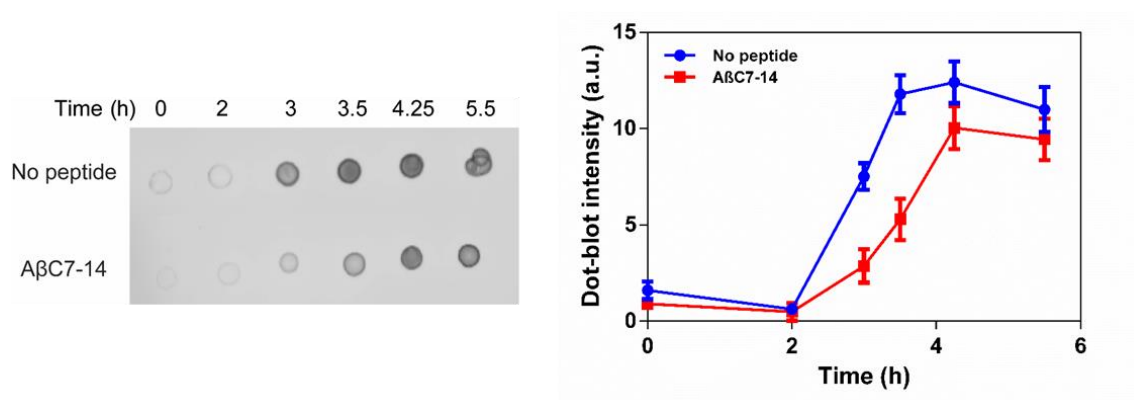 Time (h) 0 2 3 3.5 4.25 5.5
No peptide
AβC7-14
15
10
5
0
Dot-blot intensity (a.u.)
No peptide
AßC7-14
0 2 4 6
Time (h)